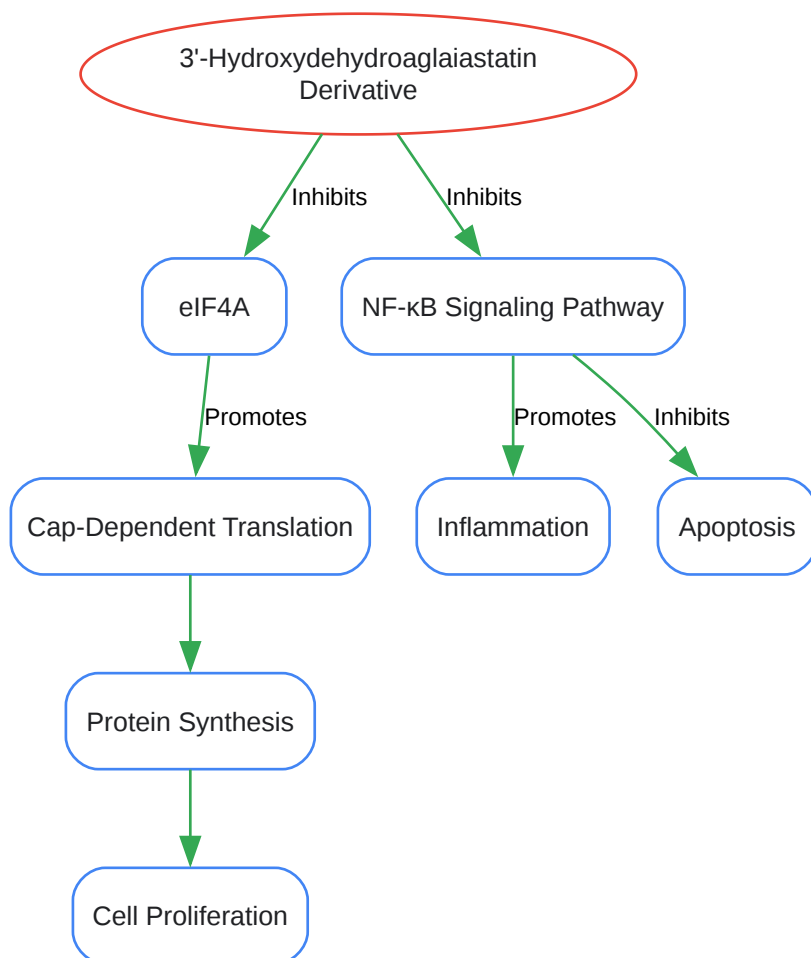 3'-Hydroxydehydroaglaiastatin
Derivative
Inhibits
Inhibits
eIF4A
NF-κB Signaling Pathway
Promotes
Promotes
Inhibits
Cap-Dependent Translation
Inflammation
Apoptosis
Protein Synthesis
Cell Proliferation